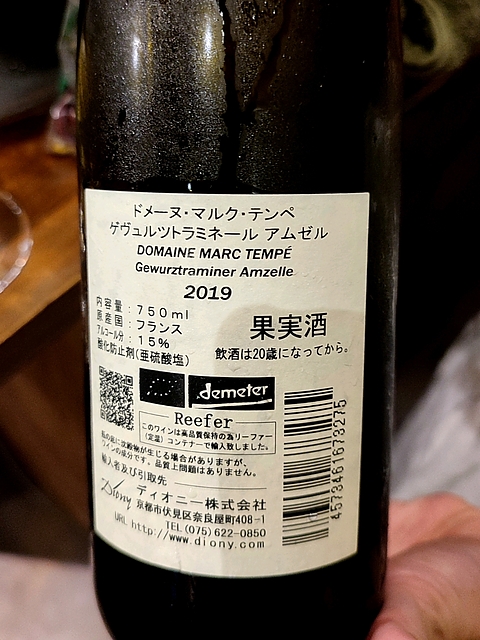 ドメーヌ・マルク・テンペ
ゲヴュルツトラミネール アムゼル
DOMAINE MARC TEMPÉ
Gewurztraminer Amzelle
2019
内容量：750ml
原産国：フランス
アルコール分：15%
酸化防止剤(亜硫酸塩)
果実酒
飲酒は20歳になってから。
demeter
Reefer
このワインは高品質保持の為リーファー
(定温)コンテナーで輸入致しました。
瓶の底に沈殿物が生じる場合がありますが、
ワインの成分です。品質上問題はありません。
輸入者及び引取先
Diony ディオニー株式会社
京都市伏見区奈良屋町408-1
TEL(075)622-0850
URL http://www.diony.com
4573461673275